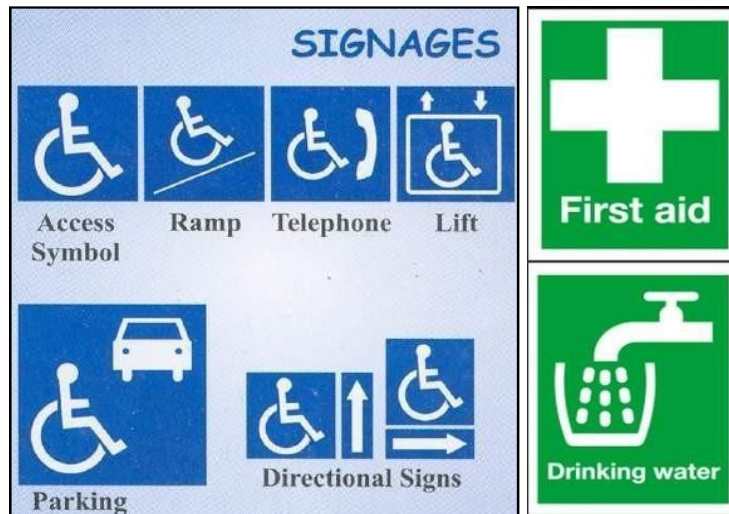 SIGNAGES
Access
Symbol
Ramp
Telephone
Lift
Parking
Directional Signs
First aid
Drinking water